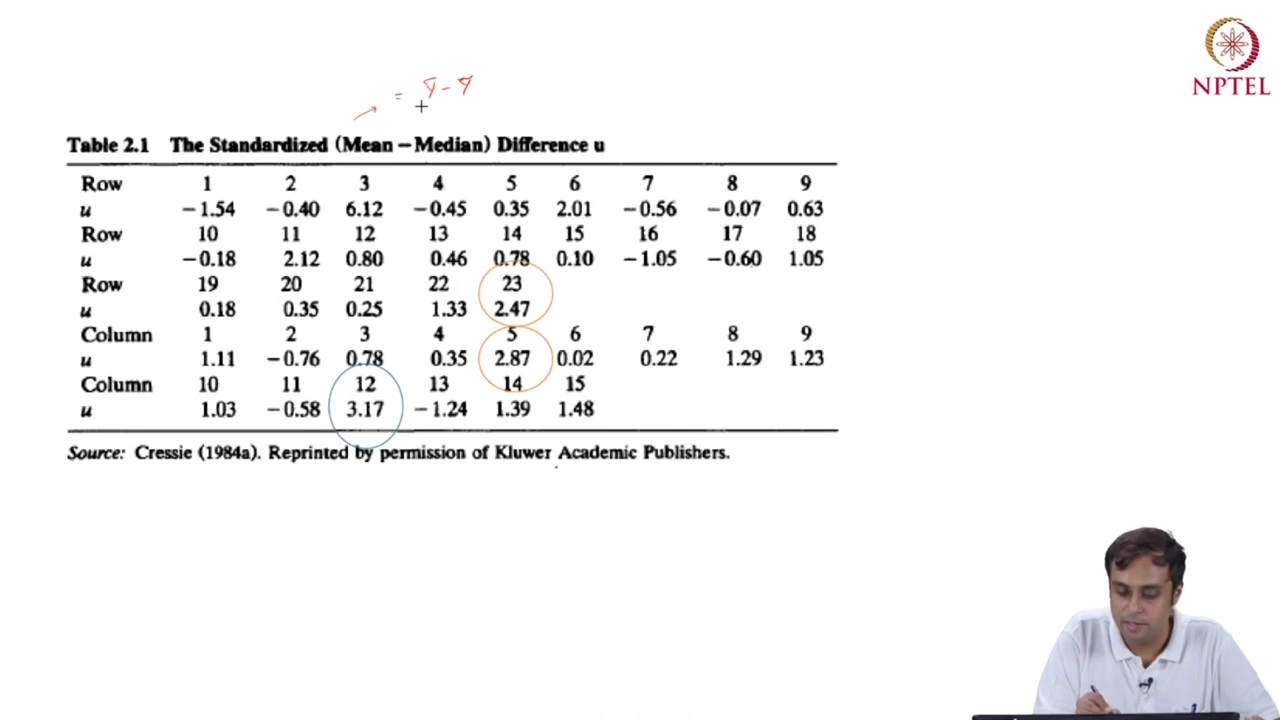 NPTEL
= Ȳ - Ỹ
Table 2.1 The Standardized (Mean – Median) Difference u
Row 1 2 3 4 5 6 7 8 9
u −1.54 −0.40 6.12 −0.45 0.35 2.01 −0.56 −0.07 0.63
Row 10 11 12 13 14 15 16 17 18
u −0.18 2.12 0.80 0.46 0.78 0.10 −1.05 −0.60 1.05
Row 19 20 21 22 23
u 0.18 0.35 0.25 1.33 2.47
Column 1 2 3 4 5 6 7 8 9
u 1.11 −0.76 0.78 0.35 2.87 0.02 0.22 1.29 1.23
Column 10 11 12 13 14 15
u 1.03 −0.58 3.17 −1.24 1.39 1.48
Source: Cressie (1984a). Reprinted by permission of Kluwer Academic Publishers.